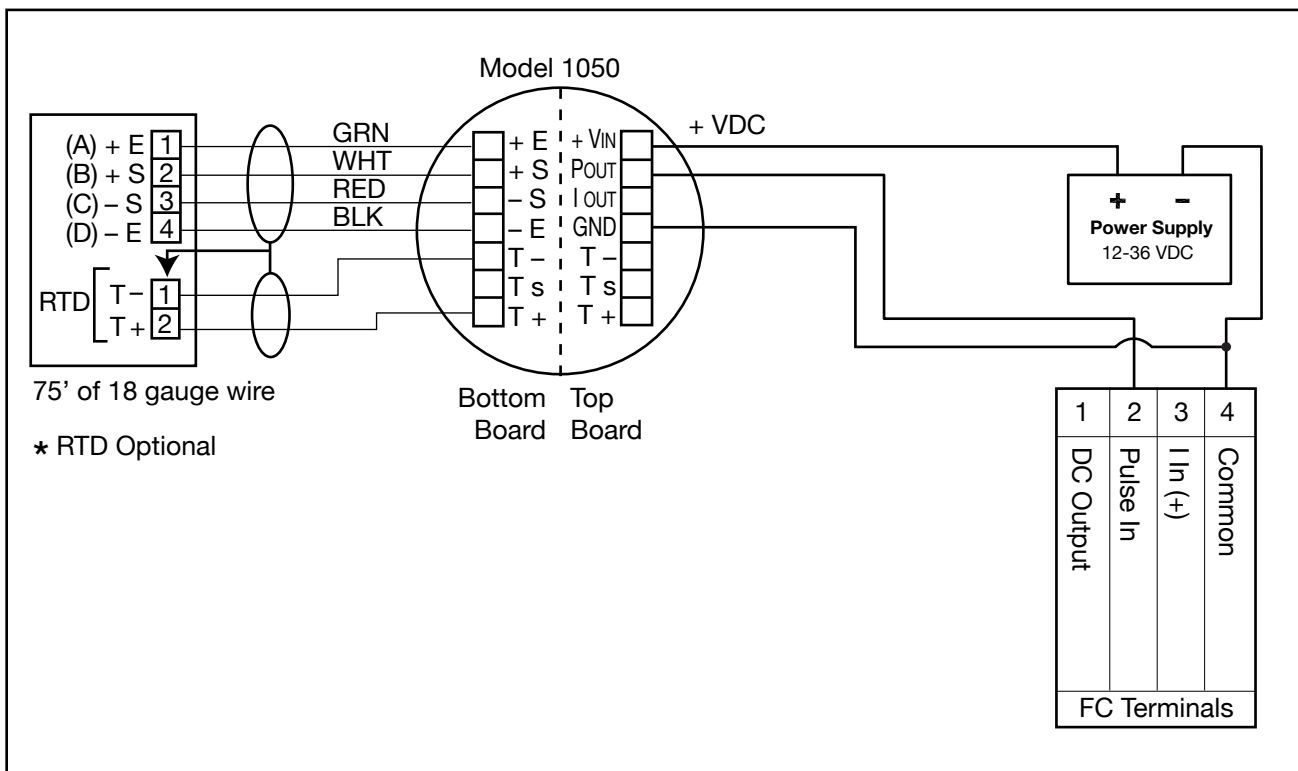 Model 1050
(A) + E 1
(B) + S 2
(C) – S 3
(D) – E 4
GRN
WHT
RED
BLK
RTD
T – 1
T + 2
75’ of 18 gauge wire
* RTD Optional
+ E
+ S
– S
– E
T –
T s
T +
Bottom
Board
+ VIN
POUT
I OUT
GND
T –
T s
T +
Top
Board
+ VDC
+ –
Power Supply
12-36 VDC
1 2 3 4
DC Output
Pulse In
I In (+)
Common
FC Terminals